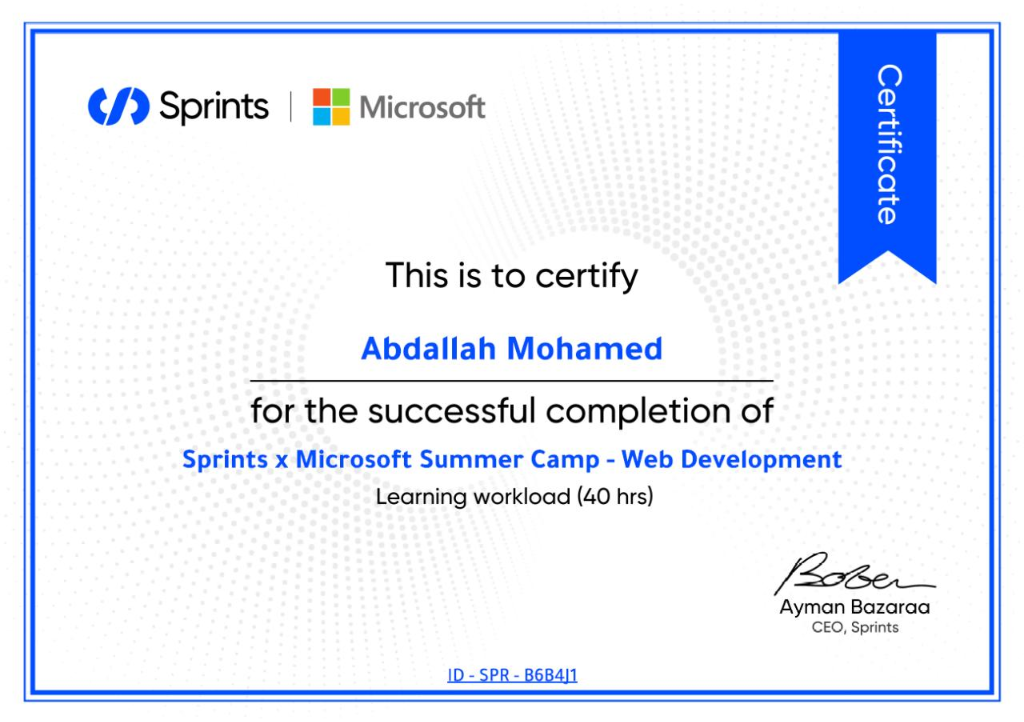 Sprints | Microsoft
Certificate
This is to certify
Abdallah Mohamed
for the successful completion of
Sprints x Microsoft Summer Camp - Web Development
Learning workload (40 hrs)
Ayman Bazaraa
CEO, Sprints
ID - SPR - B6B4J1